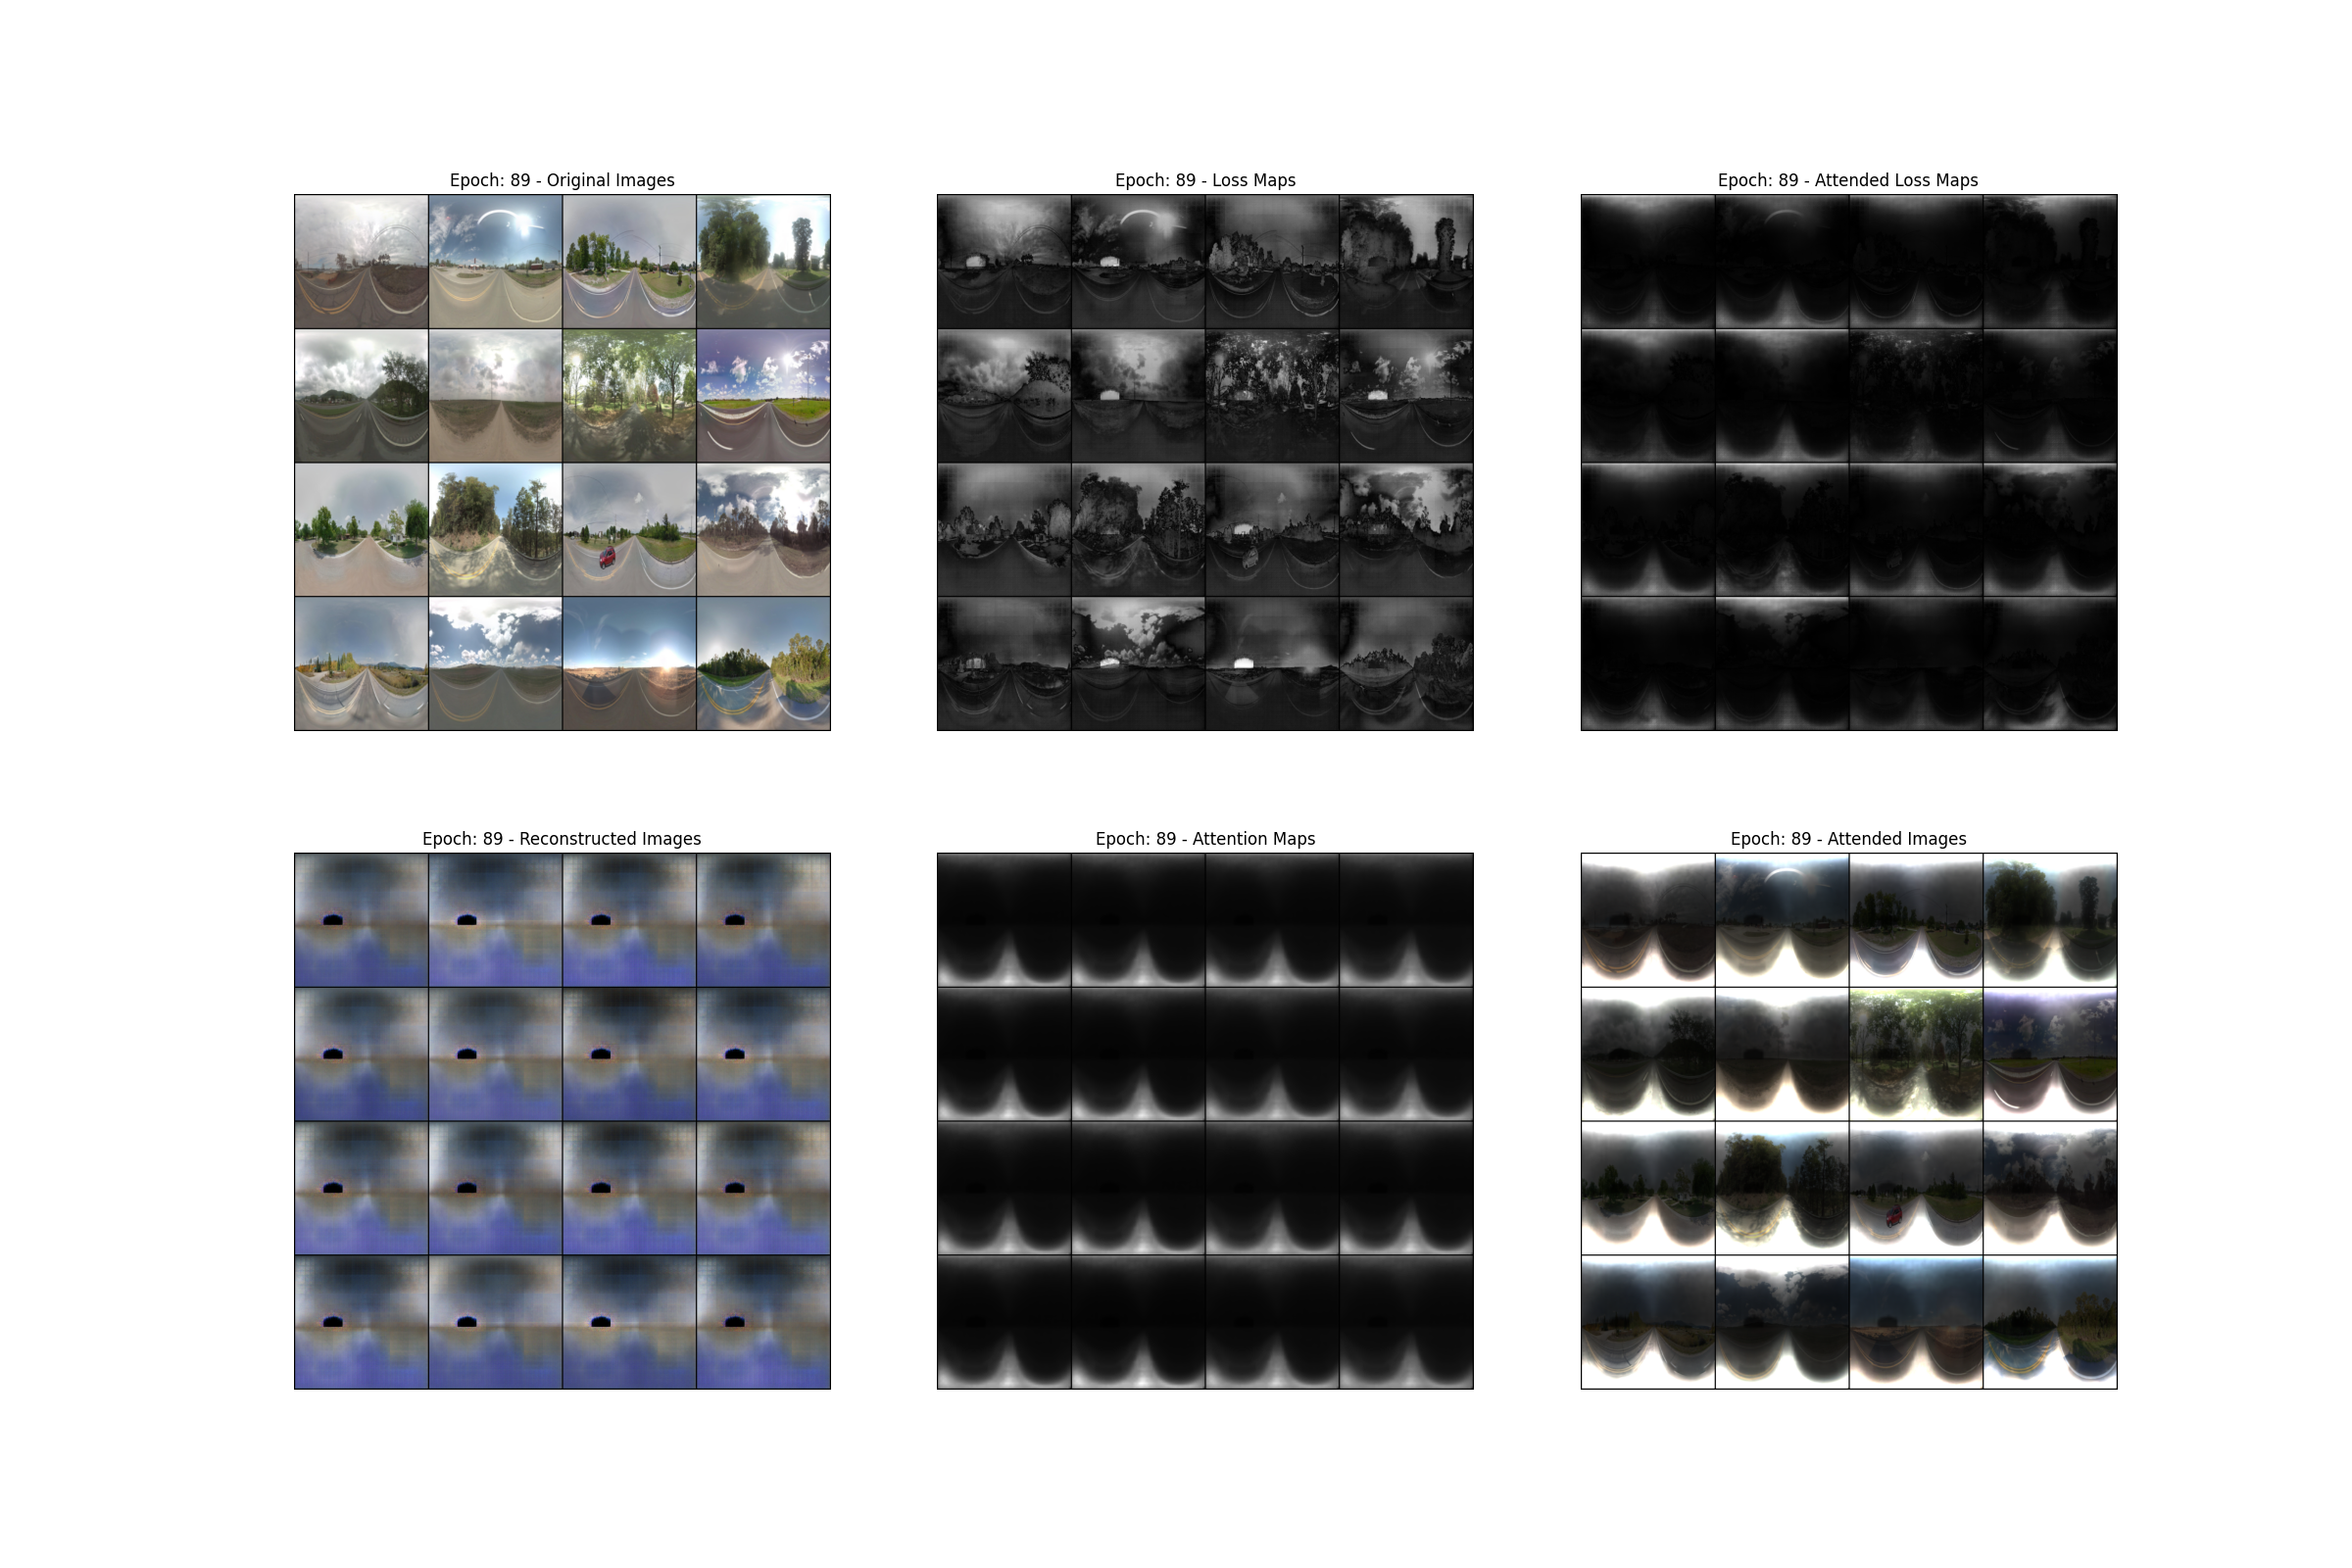 Epoch: 89 - Original Images
Epoch: 89 - Loss Maps
Epoch: 89 - Attended Loss Maps
Epoch: 89 - Reconstructed Images
Epoch: 89 - Attention Maps
Epoch: 89 - Attended Images